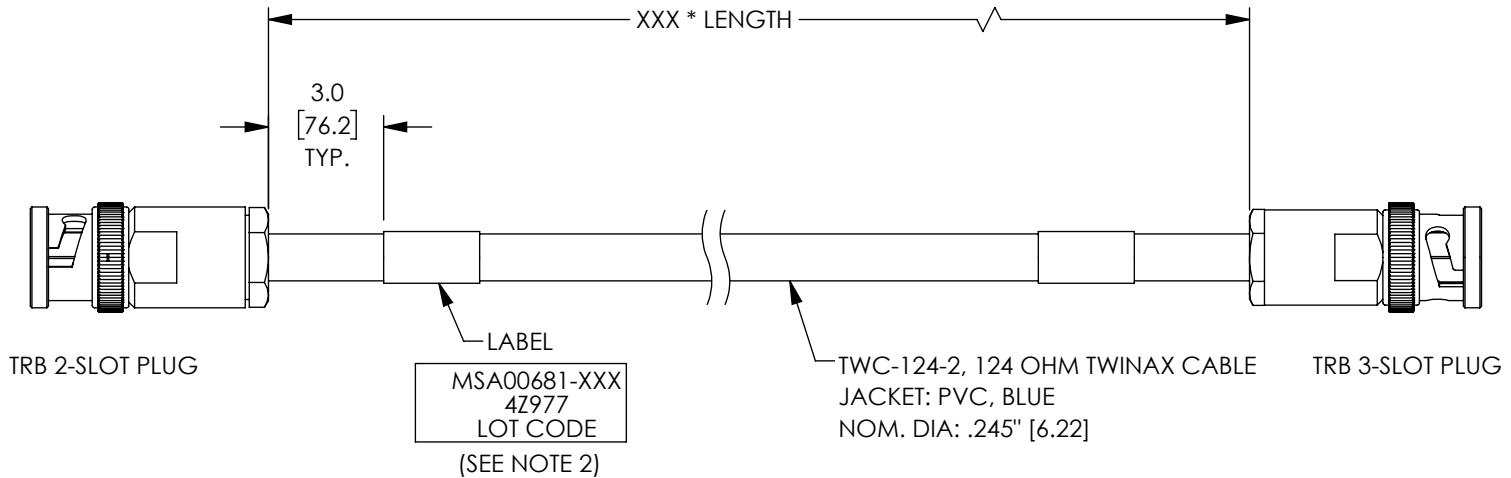 XXX * LENGTH
3.0
[76.2]
TYP.
TRB 2-SLOT PLUG
LABEL
MSA00681-XXX
4Z977
LOT CODE
(SEE NOTE 2)
TWC-124-2, 124 OHM TWINAX CABLE
JACKET: PVC, BLUE
NOM. DIA: .245" [6.22]
TRB 3-SLOT PLUG